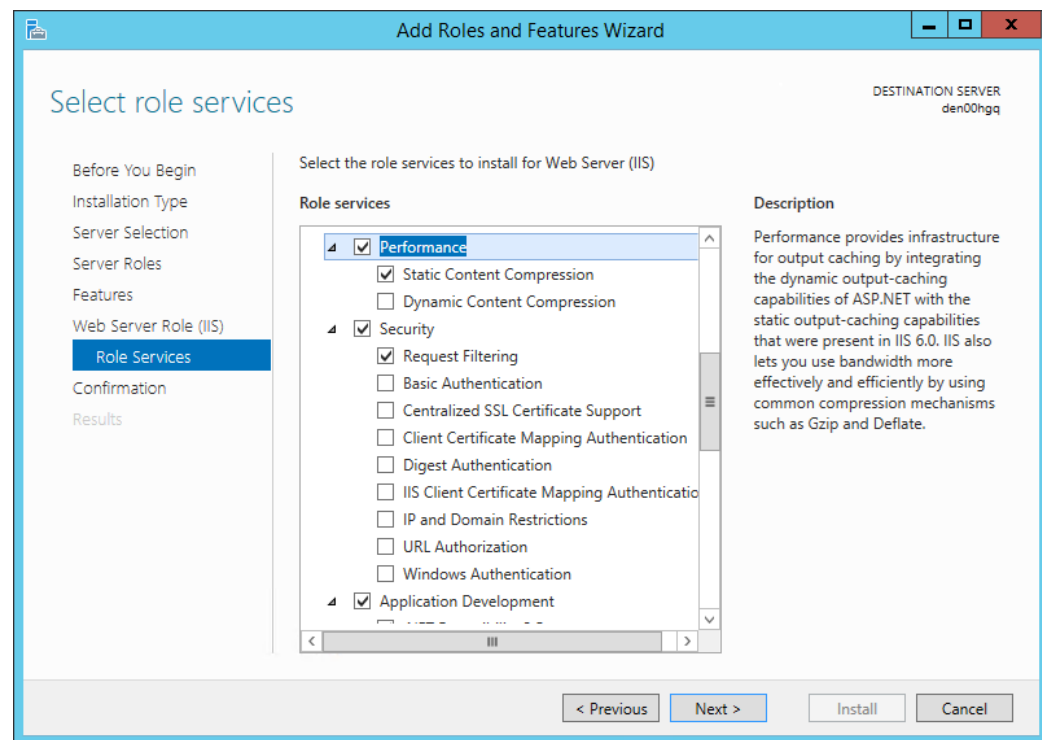 Add Roles and Features Wizard
Select role services
DESTINATION SERVER
den00hgq
Before You Begin
Installation Type
Server Selection
Server Roles
Features
Web Server Role (IIS)
Role Services
Confirmation
Results
Select the role services to install for Web Server (IIS)
Role services
Performance
Static Content Compression
Dynamic Content Compression
Security
Request Filtering
Basic Authentication
Centralized SSL Certificate Support
Client Certificate Mapping Authentication
Digest Authentication
IIS Client Certificate Mapping Authenticatio
IP and Domain Restrictions
URL Authorization
Windows Authentication
Application Development
Description
Performance provides infrastructure
for output caching by integrating
the dynamic output-caching
capabilities of ASP.NET with the
static output-caching capabilities
that were present in IIS 6.0. IIS also
lets you use bandwidth more
effectively and efficiently by using
common compression mechanisms
such as Gzip and Deflate.
< Previous
Next >
Install
Cancel